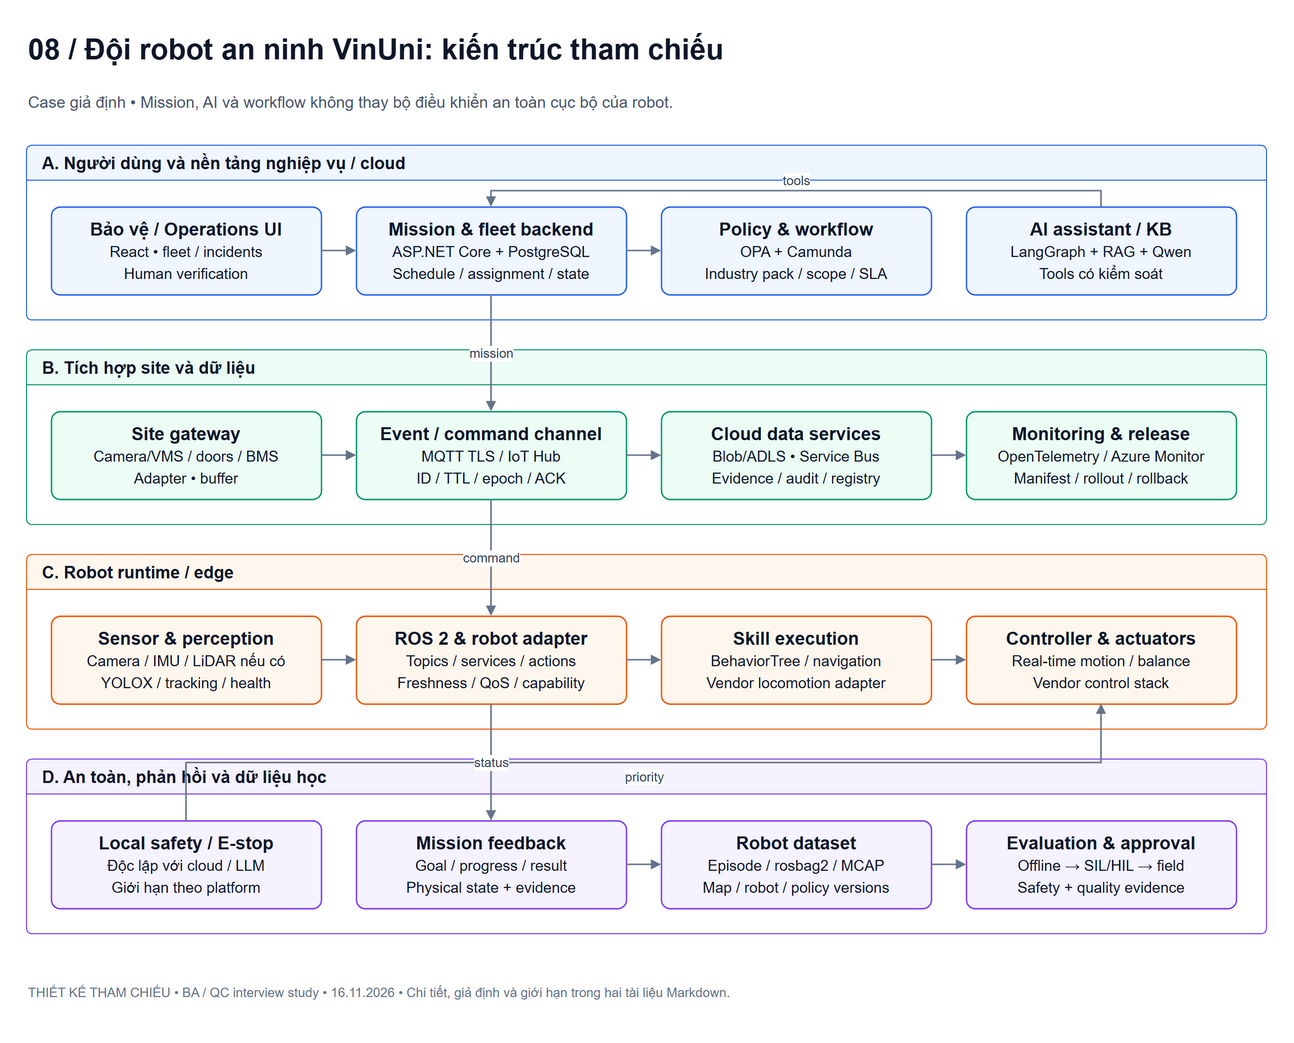 08 / Đội robot an ninh VinUni: kiến trúc tham chiếu
Case giả định • Mission, AI và workflow không thay bộ điều khiển an toàn cục bộ của robot.
A. Người dùng và nền tảng nghiệp vụ / cloud
tools
Bảo vệ / Operations UI
React • fleet / incidents
Human verification
Mission & fleet backend
ASP.NET Core + PostgreSQL
Schedule / assignment / state
Policy & workflow
OPA + Camunda
Industry pack / scope / SLA
AI assistant / KB
LangGraph + RAG + Qwen
Tools có kiểm soát
mission
B. Tích hợp site và dữ liệu
Site gateway
Camera/VMS / doors / BMS
Adapter • buffer
Event / command channel
MQTT TLS / IoT Hub
ID / TTL / epoch / ACK
Cloud data services
Blob/ADLS • Service Bus
Evidence / audit / registry
Monitoring & release
OpenTelemetry / Azure Monitor
Manifest / rollout / rollback
command
C. Robot runtime / edge
Sensor & perception
Camera / IMU / LiDAR nếu có
YOLOX / tracking / health
ROS 2 & robot adapter
Topics / services / actions
Freshness / QoS / capability
Skill execution
BehaviorTree / navigation
Vendor locomotion adapter
Controller & actuators
Real-time motion / balance
Vendor control stack
status
D. An toàn, phản hồi và dữ liệu học
priority
Local safety / E-stop
Độc lập với cloud / LLM
Giới hạn theo platform
Mission feedback
Goal / progress / result
Physical state + evidence
Robot dataset
Episode / rosbag2 / MCAP
Map / robot / policy versions
Evaluation & approval
Offline → SIL/HIL → field
Safety + quality evidence
THIẾT KẾ THAM CHIẾU • BA / QC interview study • 16.11.2026 • Chi tiết, giả định và giới hạn trong hai tài liệu Markdown.